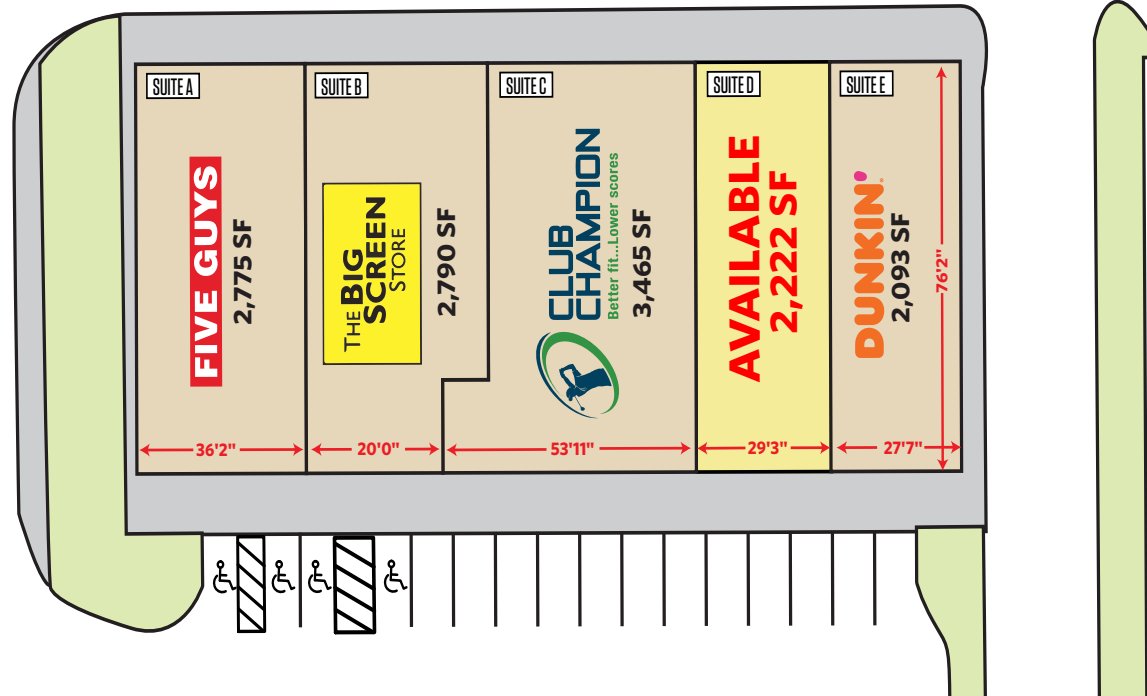 SUITE A
FIVE GUYS
2,775 SF
36'2"
SUITE B
THE BIG
SCREEN
STORE
2,790 SF
20'0"
SUITE C
CLUB
CHAMPION
Better fit...Lower scores
3,465 SF
53'11"
SUITE D
AVAILABLE
2,222 SF
29'3"
SUITE E
DUNKIN'
2,093 SF
76'2"
27'7"